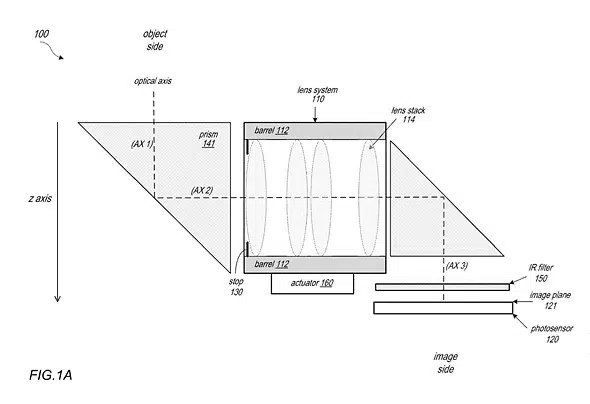 100
object
side
optical axis
lens system
110
lens stack
114
barrel 112
prism
141
(AX 1)
(AX 2)
z axis
barrel 112
(AX 3)
stop
130
actuator 160
IR filter
150
image plane
121
photosensor
120
image
side
FIG.1A